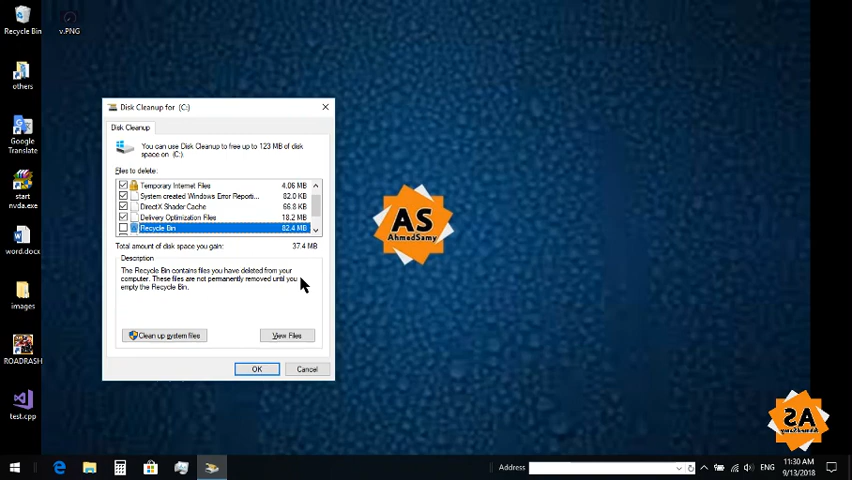 Recycle Bin
v.PNG
others
Google
Translate
start
nvda.exe
word.docx
images
ROADRASH
test.cpp
Disk Cleanup for (C:)
Disk Cleanup
You can use Disk Cleanup to free up to 123 MB of disk
space on (C:).
Files to delete:
Temporary Internet Files 4.06 MB
System created Windows Error Reporti... 82.0 KB
DirectX Shader Cache 66.8 KB
Delivery Optimization Files 18.2 MB
Recycle Bin 82.4 MB
Total amount of disk space you gain: 37.4 MB
Description
The Recycle Bin contains files you have deleted from your
computer. These files are not permanently removed until you
empty the Recycle Bin.
Clean up system files
View Files
OK
Cancel
AS
AhmedSamy
AS
AhmedSamy
Address
ENG
11:30 AM
9/13/2018